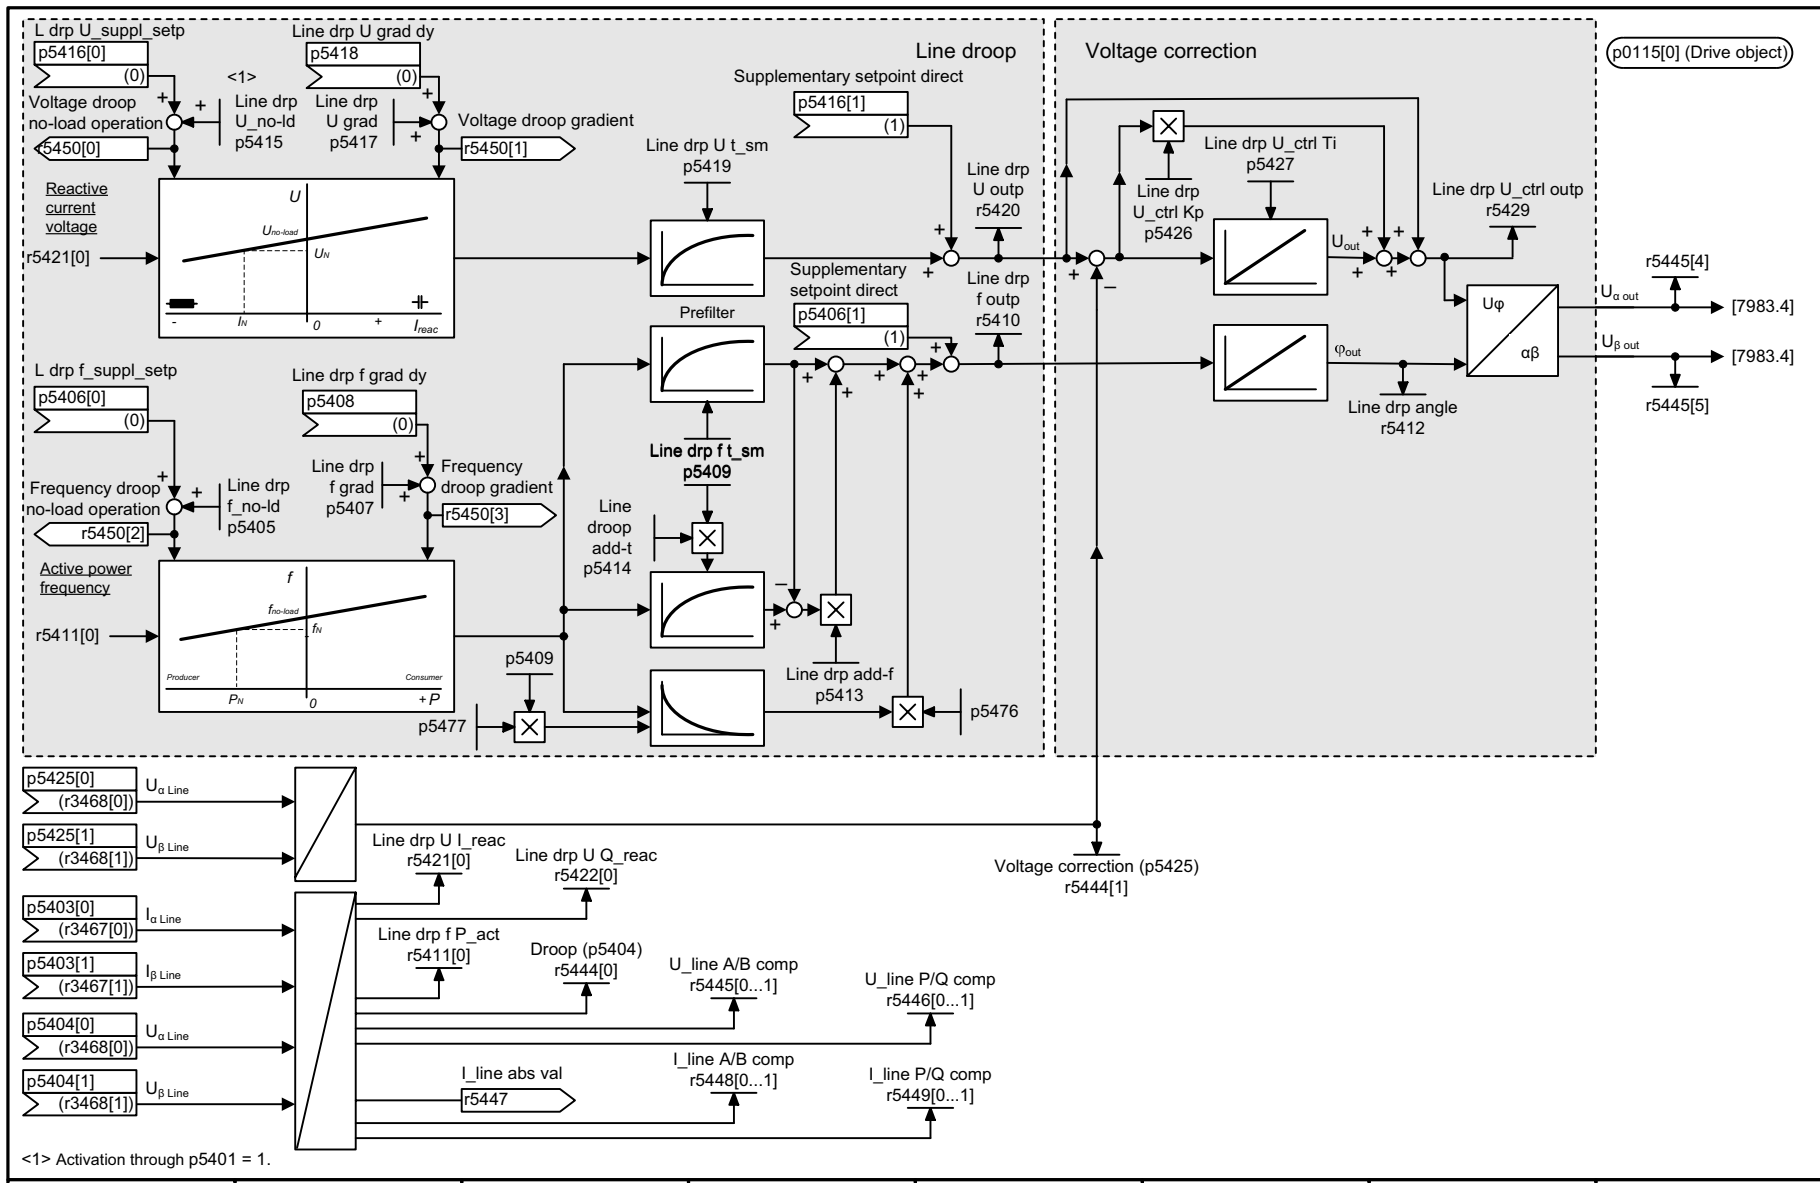 L drp U_suppl_setp
p5416[0]
(0)
Line drp U grad dy
p5418
(0)
<1>
Voltage droop
no-load operation
r5450[0]
+
+
Line drp
U_no-ld
p5415
Line drp
U grad
p5417
+
+
Voltage droop gradient
r5450[1]
Line droop
Supplementary setpoint direct
p5416[1]
(1)
Line drp U t_sm
p5419
Line drp
U outp
r5420
+
+
Reactive
current
voltage
r5421[0]
U
Uno-load
UN
-
IN
0
+
Ireac
Supplementary
setpoint direct
p5406[1]
(1)
Line drp
f outp
r5410
Prefilter
+
+
+
+
+
+
L drp f_suppl_setp
p5406[0]
(0)
Line drp f grad dy
p5408
(0)
Frequency droop
no-load operation
r5450[2]
+
+
Line drp
f_no-ld
p5405
Line drp
f grad
p5407
+
+
Frequency
droop gradient
r5450[3]
Line drp f t_sm
p5409
Line
droop
add-t
p5414
Active power
frequency
r5411[0]
f
fno-load
fN
Producer
Consumer
PN
0
+ P
−
+
Line drp add-f
p5413
p5409
p5477
p5476
Voltage correction
p0115[0] (Drive object)
Line drp
U_ctrl Kp
p5426
Line drp U_ctrl Ti
p5427
Line drp U_ctrl outp
r5429
+
−
Uout
+
+
+
+
φout
Line drp angle
r5412
Uφ
αβ
r5445[4]
Uα out
[7983.4]
Uβ out
[7983.4]
r5445[5]
p5425[0]
(r3468[0])
Uα Line
p5425[1]
(r3468[1])
Uβ Line
Voltage correction (p5425)
r5444[1]
p5403[0]
(r3467[0])
Iα Line
p5403[1]
(r3467[1])
Iβ Line
p5404[0]
(r3468[0])
Uα Line
p5404[1]
(r3468[1])
Uβ Line
Line drp U I_reac
r5421[0]
Line drp U Q_reac
r5422[0]
Line drp f P_act
r5411[0]
Droop (p5404)
r5444[0]
U_line A/B comp
r5445[0...1]
U_line P/Q comp
r5446[0...1]
I_line abs val
r5447
I_line A/B comp
r5448[0...1]
I_line P/Q comp
r5449[0...1]
<1> Activation through p5401 = 1.